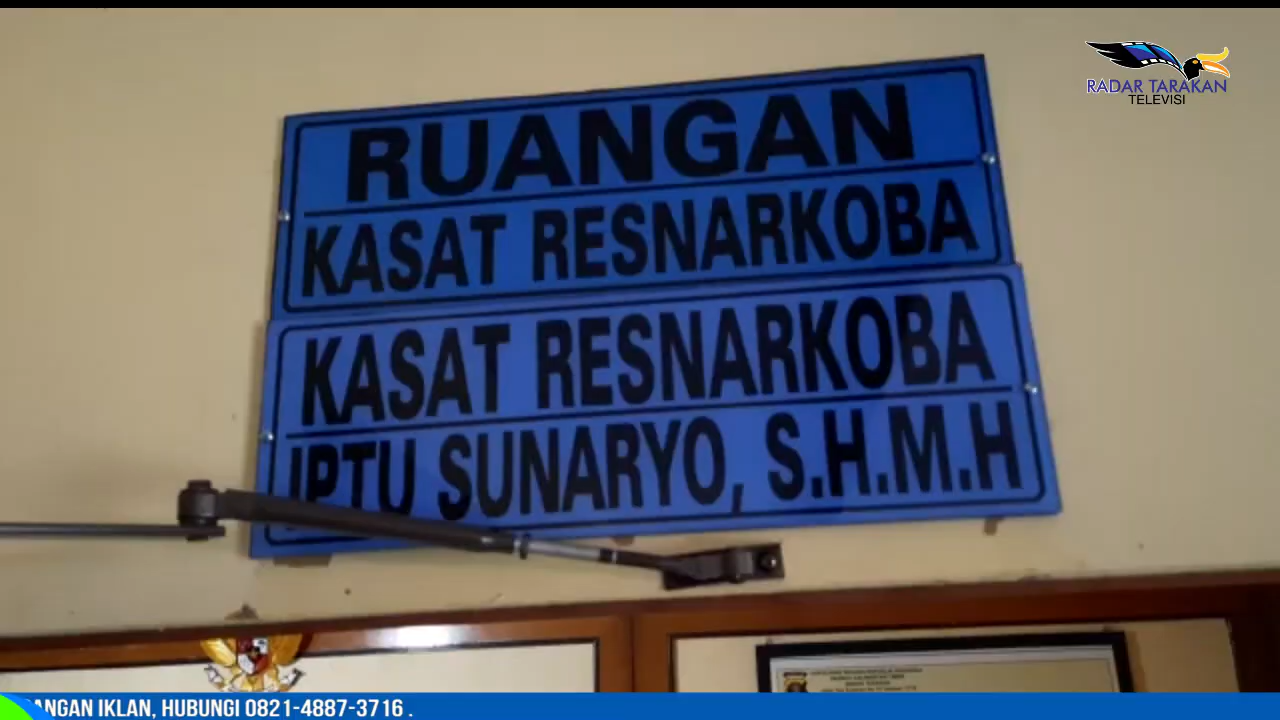 RADAR TARAKAN
TELEVISI
RUANGAN
KASAT RESNARKOBA
KASAT RESNARKOBA
IPTU SUNARYO, S.H.M.H
ANGAN IKLAN, HUBUNGI 0821-4887-3716 .